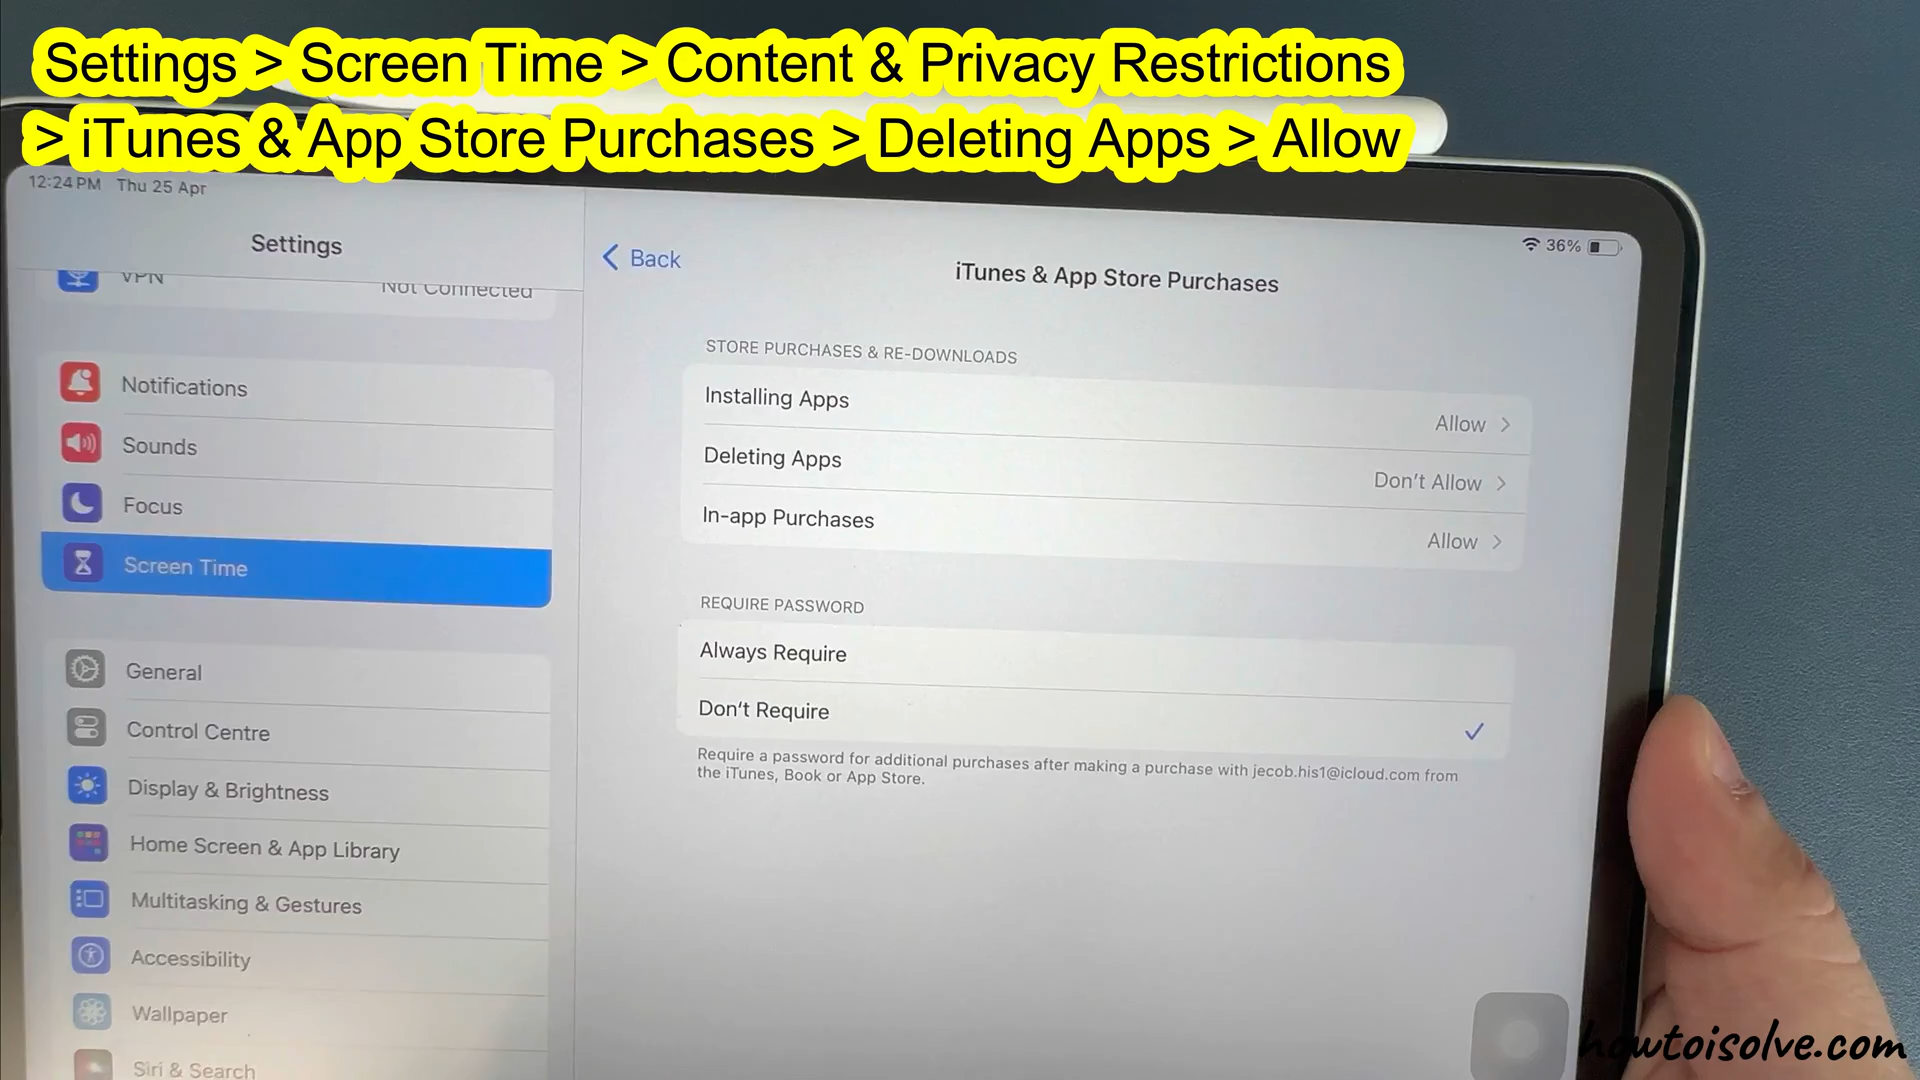 Settings > Screen Time > Content & Privacy Restrictions
> iTunes & App Store Purchases > Deleting Apps > Allow
12:24 PM Thu 25 Apr
36%
Settings
VPN
Not Connected
Notifications
Sounds
Focus
Screen Time
General
Control Centre
Display & Brightness
Home Screen & App Library
Multitasking & Gestures
Accessibility
Wallpaper
Siri & Search
Back
iTunes & App Store Purchases
STORE PURCHASES & RE-DOWNLOADS
Installing Apps
Allow
Deleting Apps
Don't Allow
In-app Purchases
Allow
REQUIRE PASSWORD
Always Require
Don't Require
Require a password for additional purchases after making a purchase with jecob.his1@icloud.com from
the iTunes, Book or App Store.
howtoisolve.com